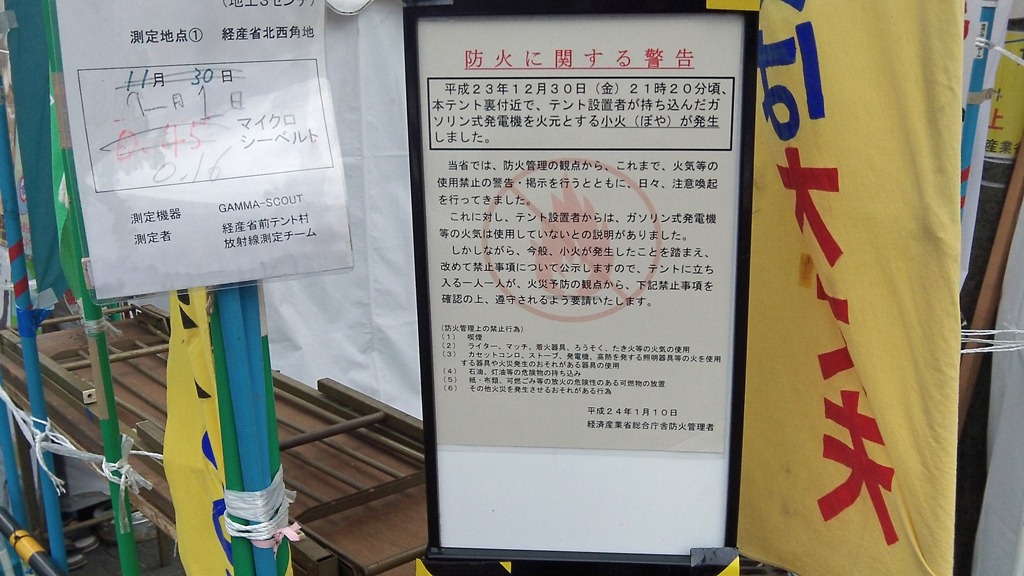 (地上3センチ)
測定地点① 経産省北西角地
11月 30日
月 1日
0.45
0.16
マイクロ
シーベルト
測定機器 GAMMA-SCOUT
測定者 経産省前テント村
放射線測定チーム
防火に関する警告
平成23年12月30日(金)21時20分頃、
本テント裏付近で、テント設置者が持ち込んだガ
ソリン式発電機を火元とする小火(ぼや)が発生
しました。
当省では、防火管理の観点から、これまで、火気等の
使用禁止の警告・掲示を行うとともに、日々、注意喚起
を行ってきました。
これに対し、テント設置者からは、ガソリン式発電機
等の火気は使用していないとの説明がありました。
しかしながら、今般、小火が発生したことを踏まえ、
改めて禁止事項について公示しますので、テントに立ち
入る一人一人が、火災予防の観点から、下記禁止事項を
確認の上、遵守されるよう要請いたします。
(防火管理上の禁止行為)
(1) 喫煙
(2) ライター、マッチ、着火器具、ろうそく、たき火等の火気の使用
(3) カセットコンロ、ストーブ、発電機、高熱を発する照明器具等の火を使用
する器具や火災発生のおそれがある器具の使用
(4) 石油、灯油等の危険物の持ち込み
(5) 紙・布類、可燃ごみ等の放火の危険性のある可燃物の放置
(6) その他火災を発生させるおそれがある行為
平成24年1月10日
経済産業省総合庁舎防火管理者